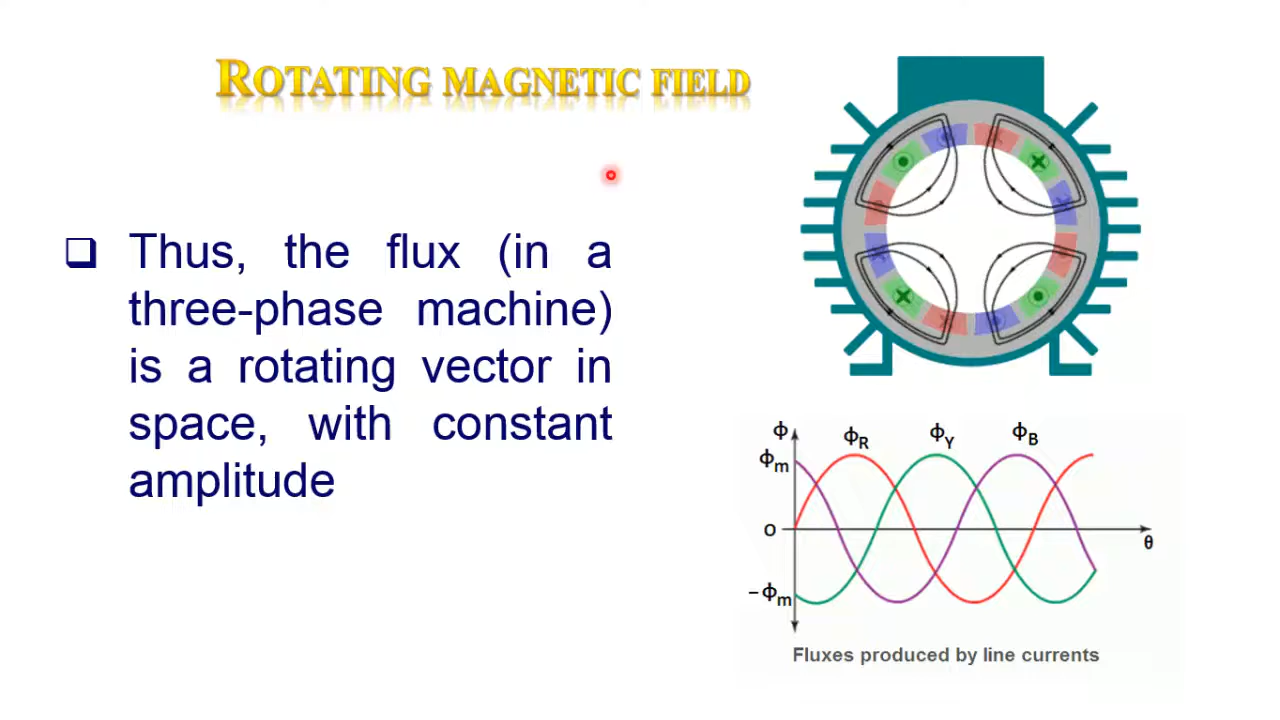 ROTATING MAGNETIC FIELD
❑ Thus, the flux (in a
three-phase machine)
is a rotating vector in
space, with constant
amplitude
Φ
ΦR ΦY ΦB
Φm
O
θ
−Φm
Fluxes produced by line currents